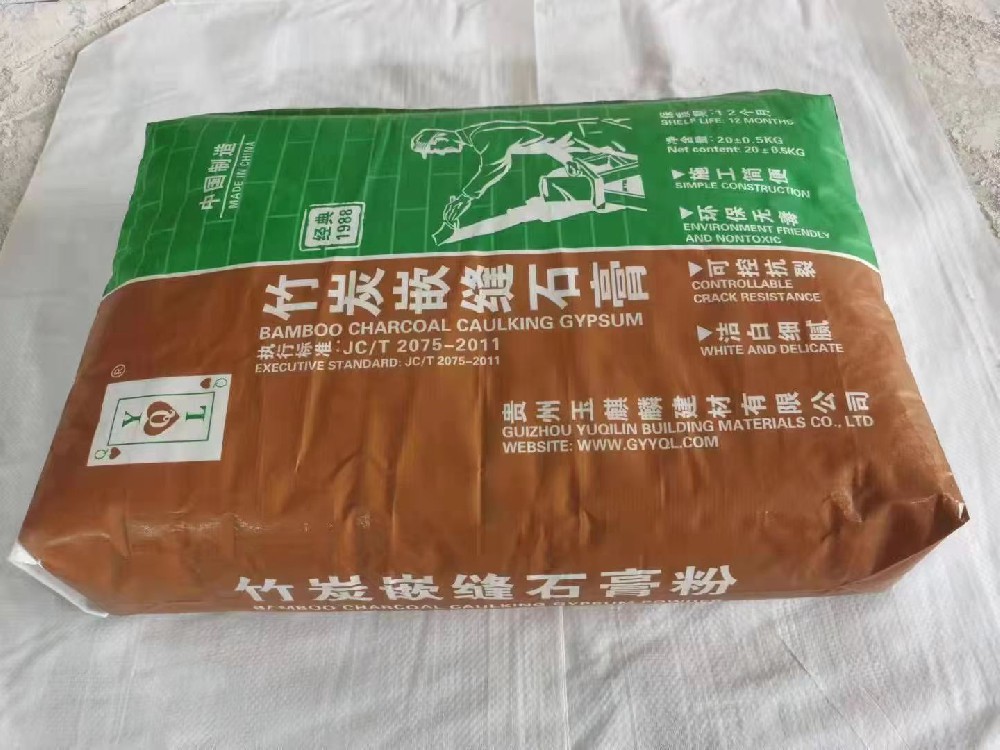 中国制造
MADE IN CHINA
经典
1988
保质期:12个月
SHELF LIFE: 12 MONTHS
净含量: 20±0.5KG
Net content: 20 ± 0.5KG
▼施工简便
SIMPLE CONSTRUCTION
▼环保无毒
ENVIRONMENT FRIENDLY
AND NONTOXIC
▼可控抗裂
CONTROLLABLE
CRACK RESISTANCE
▼洁白细腻
WHITE AND DELICATE
竹炭嵌缝石膏
BAMBOO CHARCOAL CAULKING GYPSUM
执行标准:JC/T 2075-2011
EXECUTIVE STANDARD: JC/T 2075-2011
®
Q
Y Q L
Q
贵州玉麒麟建材有限公司
GUIZHOU YUQILIN BUILDING MATERIALS CO., LTD
WEBSITE: WWW.GYYQL.COM
竹炭嵌缝石膏粉
BAMBOO CHARCOAL CAULKING GYPSUM POWDER